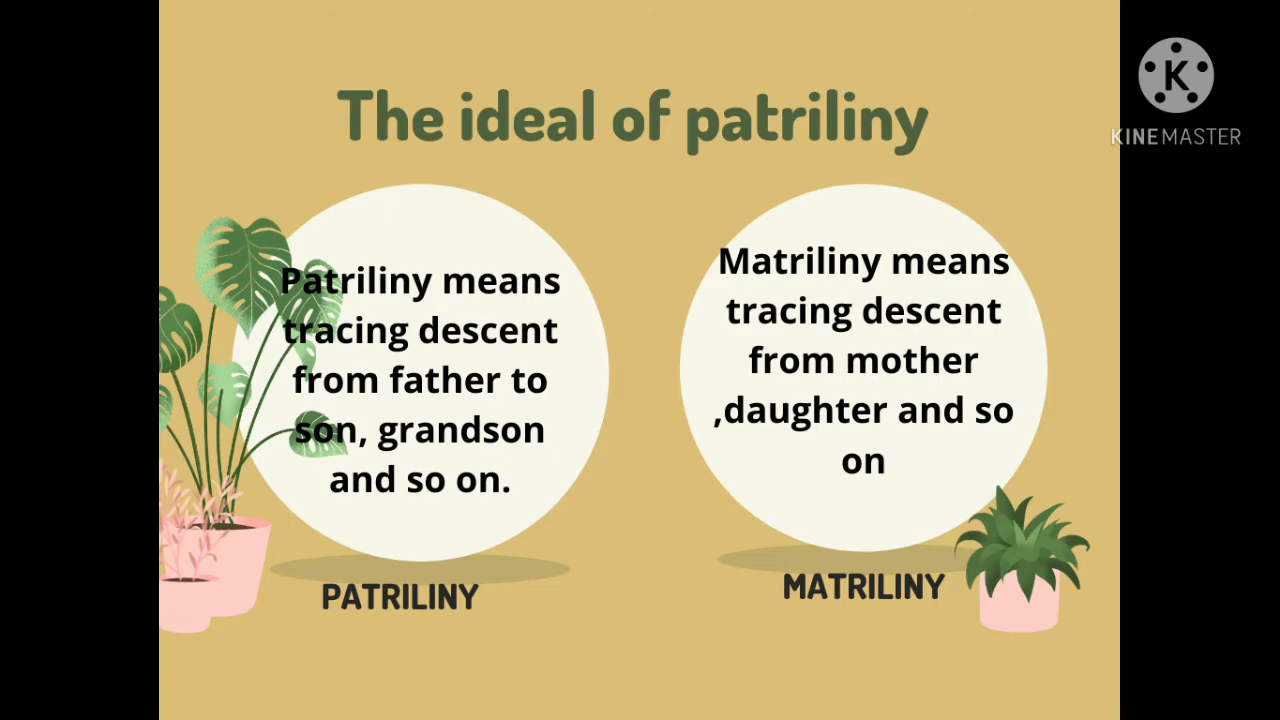 The ideal of patriliny
Patriliny means
tracing descent
from father to
son, grandson
and so on.
PATRILINY
Matriliny means
tracing descent
from mother
,daughter and so
on
MATRILINY
K
KINEMASTER